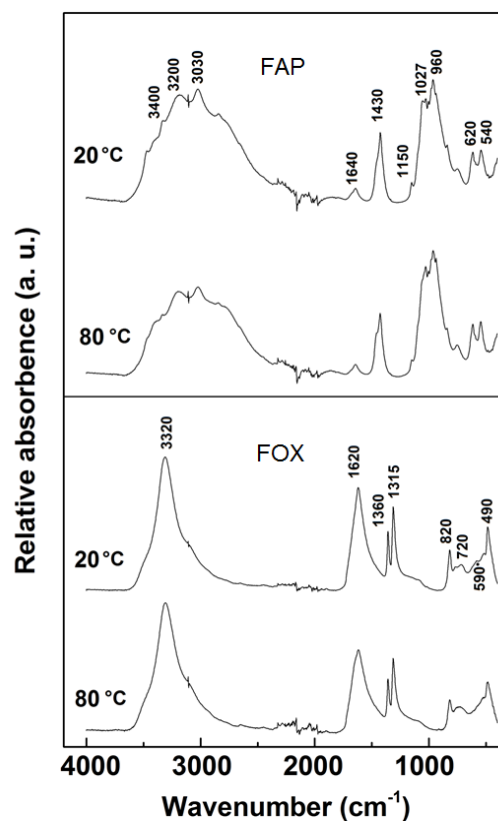 Relative absorbence (a. u.)
FAP
3400
3200
3030
1640
1430
1150
1027
960
620
540
20 °C
80 °C
FOX
3320
1620
1360
1315
820
720
590
490
20 °C
80 °C
4000 3000 2000 1000
Wavenumber (cm⁻¹)